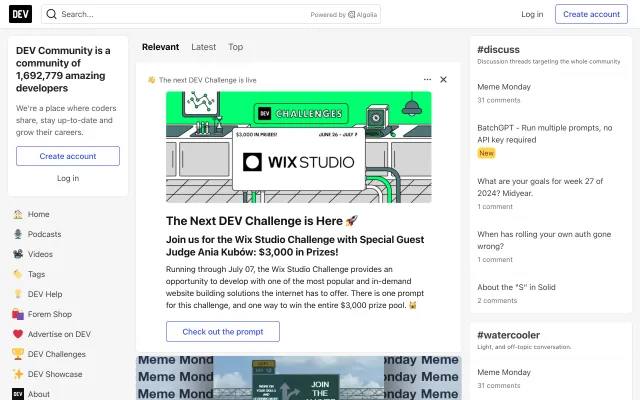 DEV
Search...
Powered by Algolia
Log in
Create account
DEV Community is a
community of
1,692,779 amazing
developers
We're a place where coders
share, stay up-to-date and
grow their careers.
Create account
Log in
Home
Podcasts
Videos
Tags
DEV Help
Forem Shop
Advertise on DEV
DEV Challenges
DEV Showcase
About
Relevant
Latest
Top
👋 The next DEV Challenge is live
DEV CHALLENGES
$3,000 IN PRIZES!
JUNE 26 - JULY 7
WIX STUDIO
The Next DEV Challenge is Here 🚀
Join us for the Wix Studio Challenge with Special Guest
Judge Ania Kubów: $3,000 in Prizes!
Running through July 07, the Wix Studio Challenge provides an
opportunity to develop with one of the most popular and in-demand
website building solutions the internet has to offer. There is one prompt
for this challenge, and one way to win the entire $3,000 prize pool. 😹
Check out the prompt
Meme Mond
onday Meme
Meme Mond
onday Meme
Meme Mond
onday Meme
JOIN
THE
#discuss
Discussion threads targeting the whole community
Meme Monday
31 comments
BatchGPT - Run multiple prompts, no
API key required
New
What are your goals for week 27 of
2024? Midyear.
1 comment
When has rolling your own auth gone
wrong?
1 comment
About the "S" in Solid
2 comments
#watercooler
Light, and off-topic conversation.
Meme Monday
31 comments